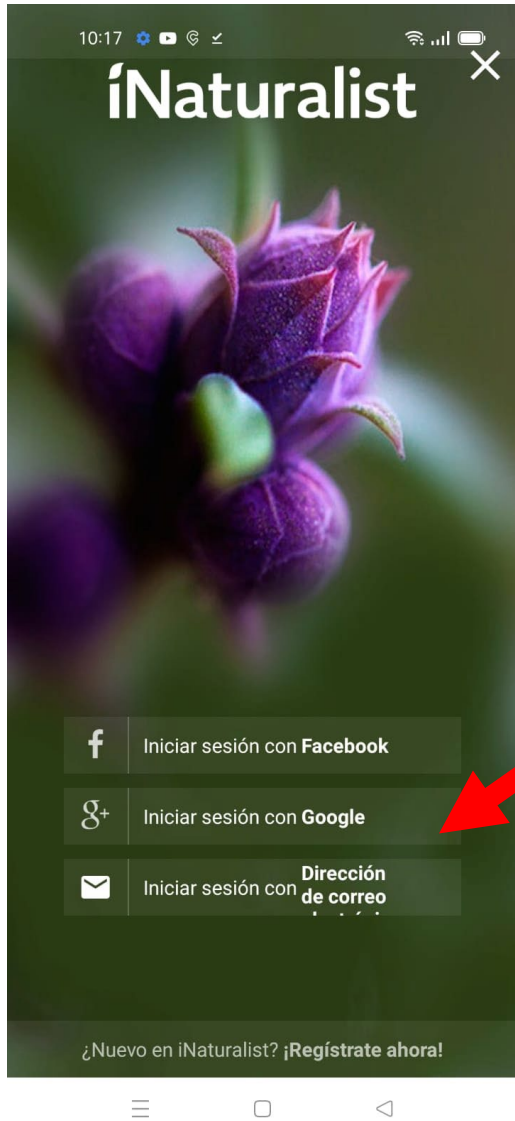 10:17
íNaturalist
f
Iniciar sesión con Facebook
g+
Iniciar sesión con Google
Iniciar sesión con Dirección
de correo
¿Nuevo en iNaturalist? ¡Regístrate ahora!